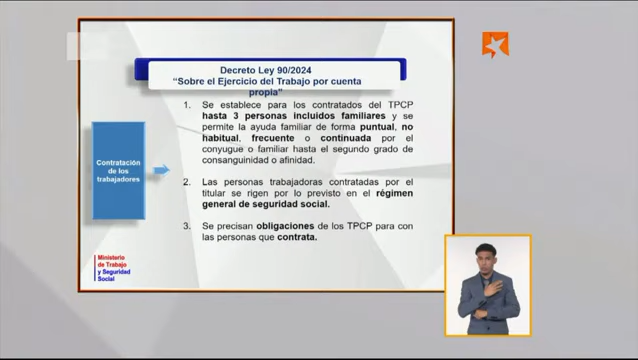 Decreto Ley 90/2024
“Sobre el Ejercicio del Trabajo por cuenta
propia”
1. Se establece para los contratados del TPCP
hasta 3 personas incluidos familiares y se
permite la ayuda familiar de forma puntual, no
habitual, frecuente o continuada por el
conyugue o familiar hasta el segundo grado de
consanguinidad o afinidad.
Contratación
de los
trabajadores
2. Las personas trabajadoras contratadas por el
titular se rigen por lo previsto en el régimen
general de seguridad social.
3. Se precisan obligaciones de los TPCP para con
las personas que contrata.
Ministerio
de Trabajo
y Seguridad
Social